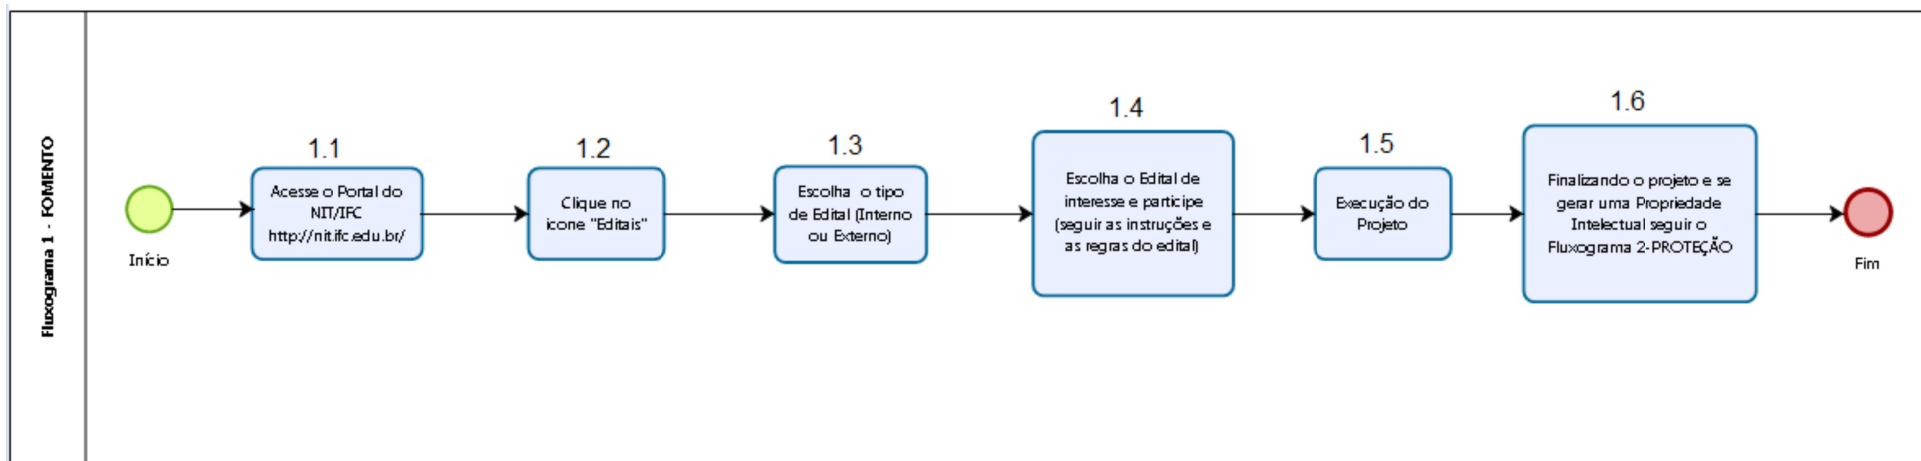 Fluxograma 1 - FOMENTO
Início
1.1
Acesse o Portal do
NIT/IFC
http://nit.ifc.edu.br/
1.2
Clique no
icone "Editais"
1.3
Escolha o tipo
de Edital (Interno
ou Externo)
1.4
Escolha o Edital de
interesse e participe
(seguir as instruções e
as regras do edital)
1.5
Execução do
Projeto
1.6
Finalizando o projeto e se
gerar uma Propriedade
Intelectual seguir o
Fluxograma 2-PROTEÇÃO
Fim